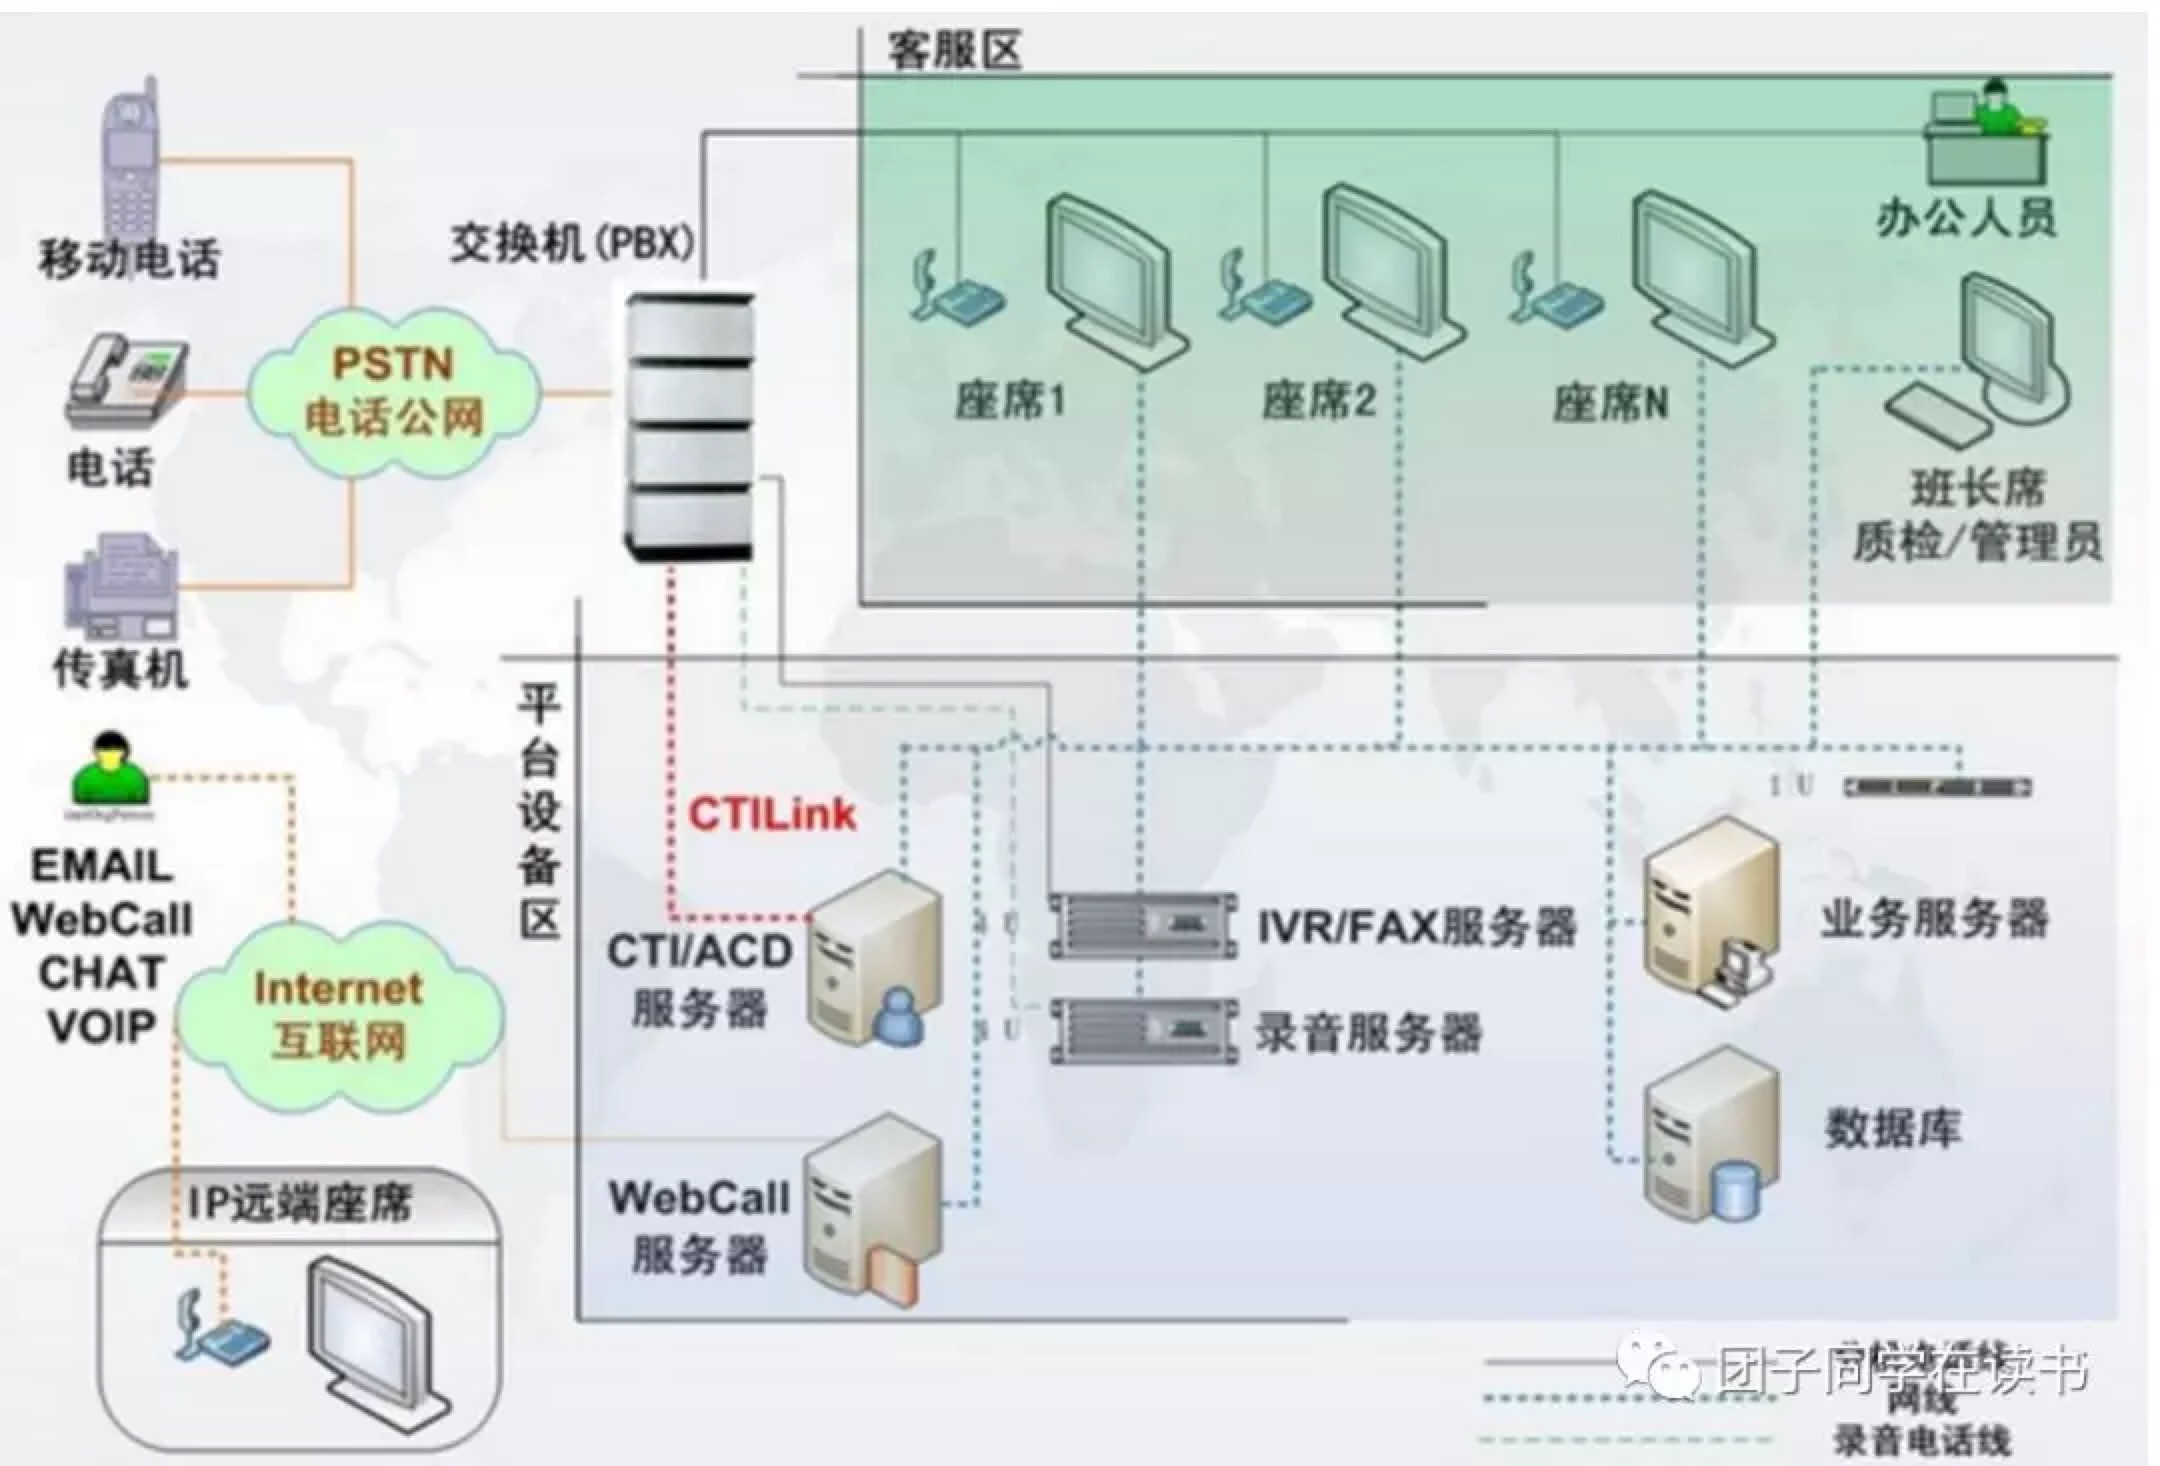 客服区
移动电话
交换机(PBX)
办公人员
PSTN
电话公网
座席1
座席2
座席N
电话
班长席
质检/管理员
传真机
平台设备区
CTILink
1U
EMAIL
WebCall
CHAT
VOIP
CTI/ACD
服务器
IVR/FAX服务器
业务服务器
Internet
互联网
录音服务器
数据库
WebCall
服务器
IP远端座席
团子同学在读书
网线
录音电话线